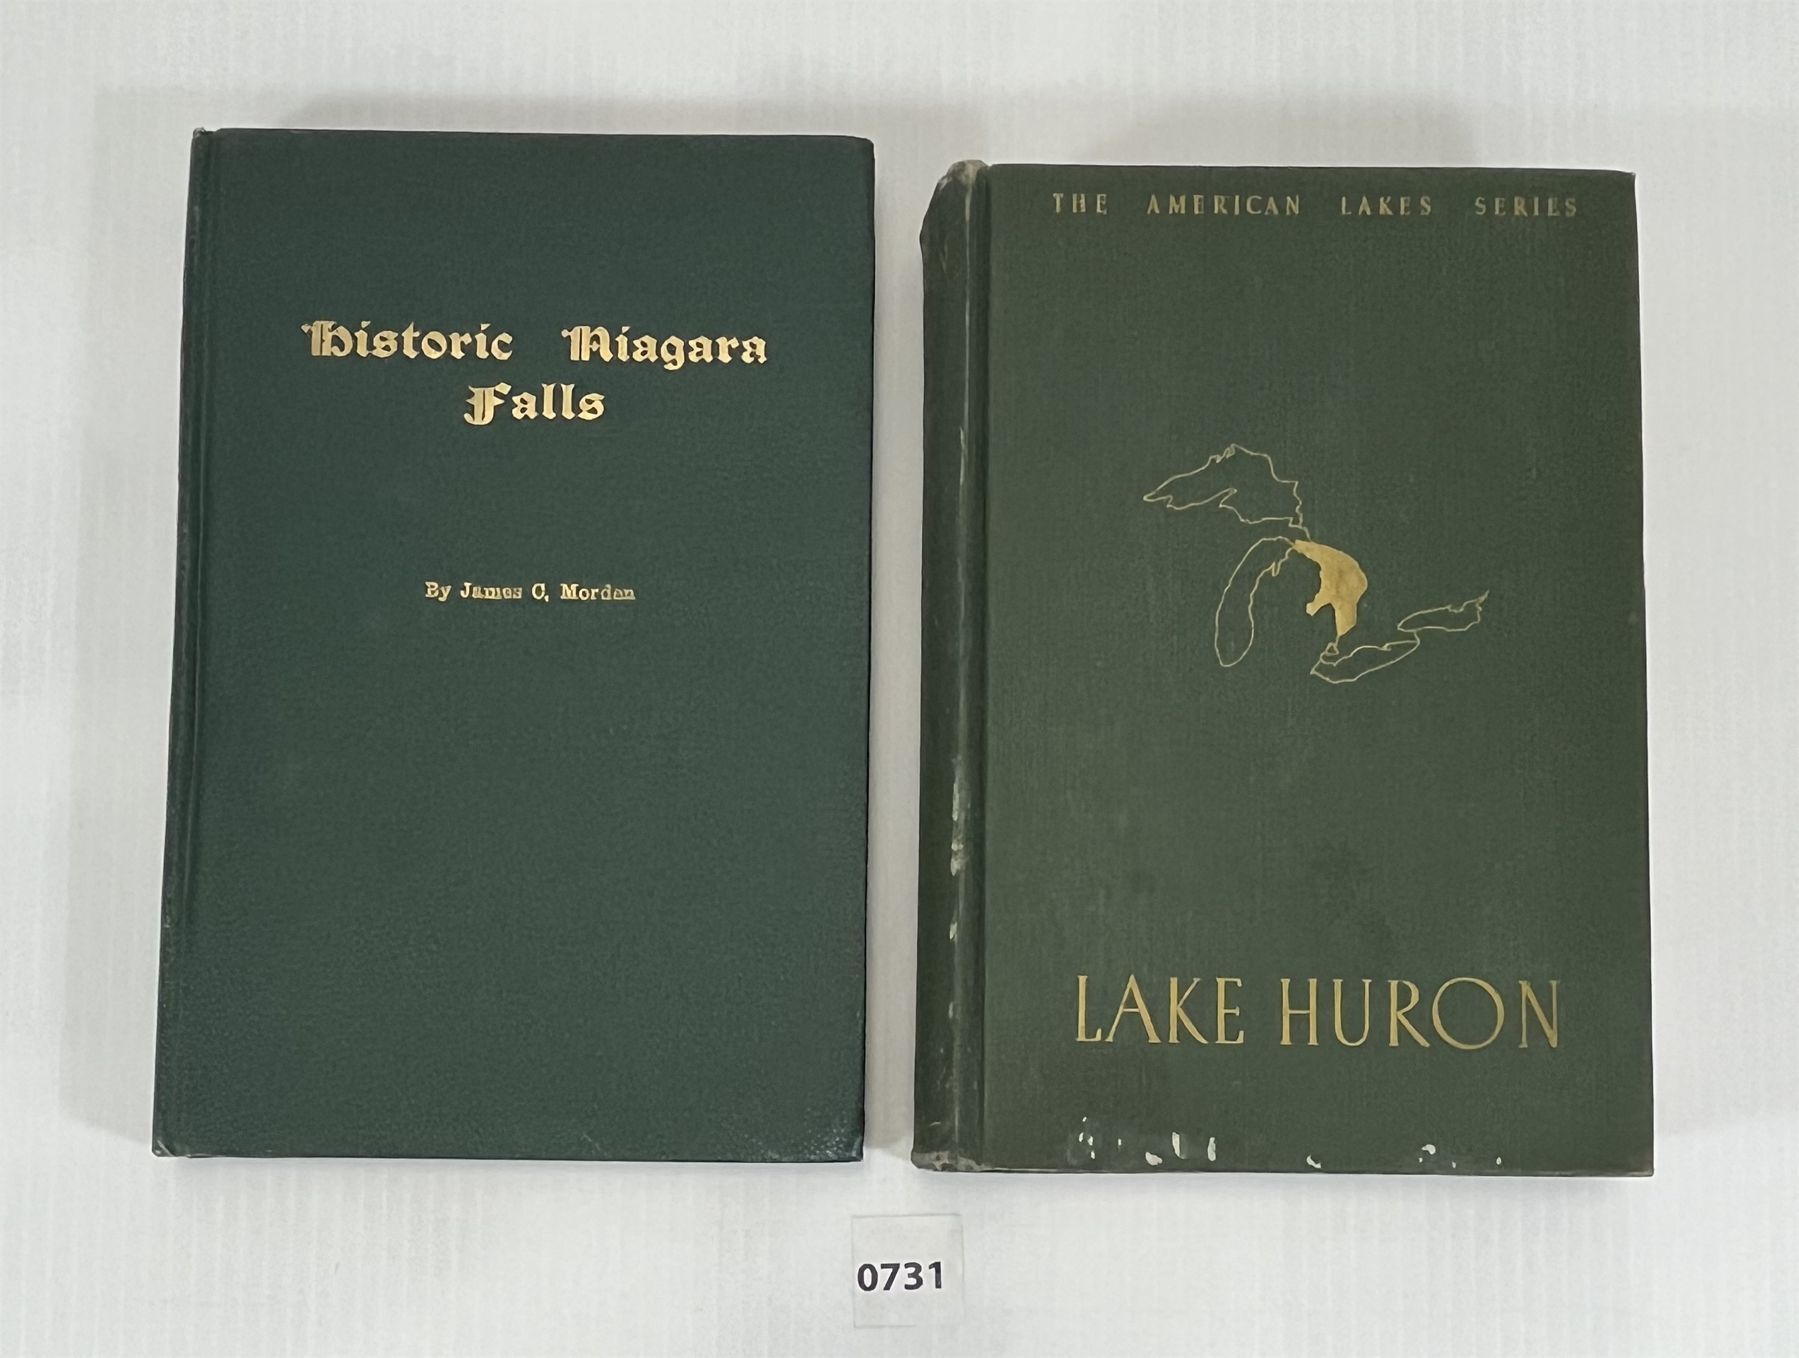 Historic Niagara
Falls
By James C. Morden
THE AMERICAN LAKES SERIES
LAKE HURON
0731